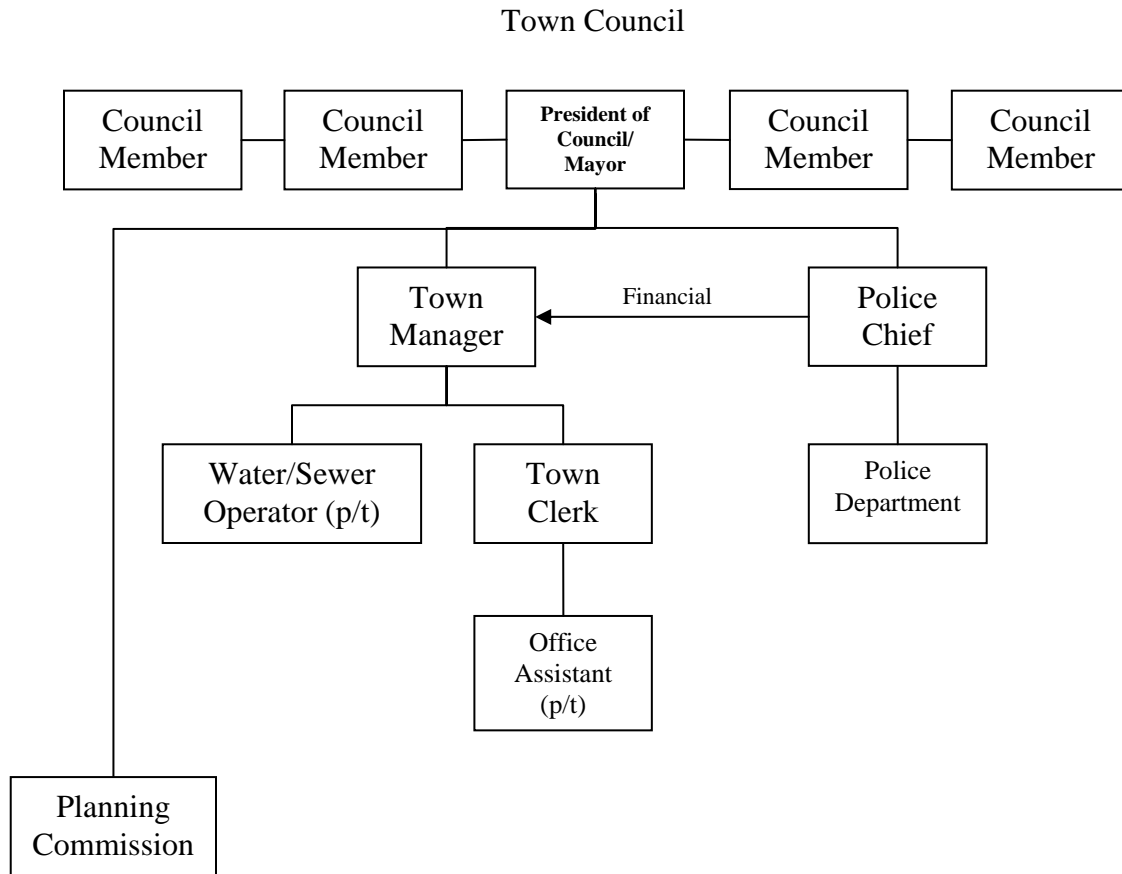 Town Council
Council
Member
Council
Member
President of
Council/
Mayor
Council
Member
Council
Member
Town
Manager
Financial
Police
Chief
Water/Sewer
Operator (p/t)
Town
Clerk
Police
Department
Office
Assistant
(p/t)
Planning
Commission